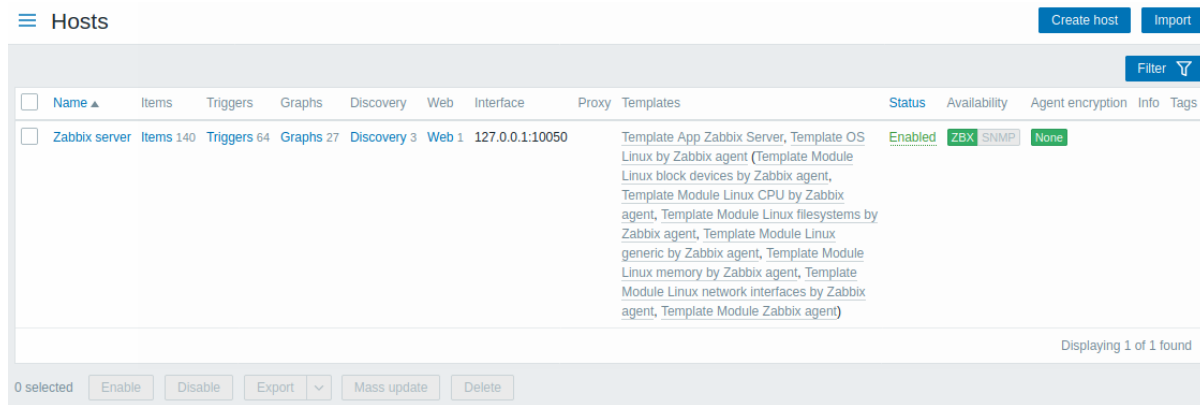 Hosts Create host Import
Filter
Name Items Triggers Graphs Discovery Web Interface Proxy Templates Status Availability Agent encryption Info Tags
Zabbix server Items 140 Triggers 64 Graphs 27 Discovery 3 Web 1 127.0.0.1:10050 Template App Zabbix Server, Template OS Enabled ZBX SNMP None
Linux by Zabbix agent (Template Module
Linux block devices by Zabbix agent,
Template Module Linux CPU by Zabbix
agent, Template Module Linux filesystems by
Zabbix agent, Template Module Linux
generic by Zabbix agent, Template Module
Linux memory by Zabbix agent, Template
Module Linux network interfaces by Zabbix
agent, Template Module Zabbix agent)
Displaying 1 of 1 found
0 selected Enable Disable Export Mass update Delete